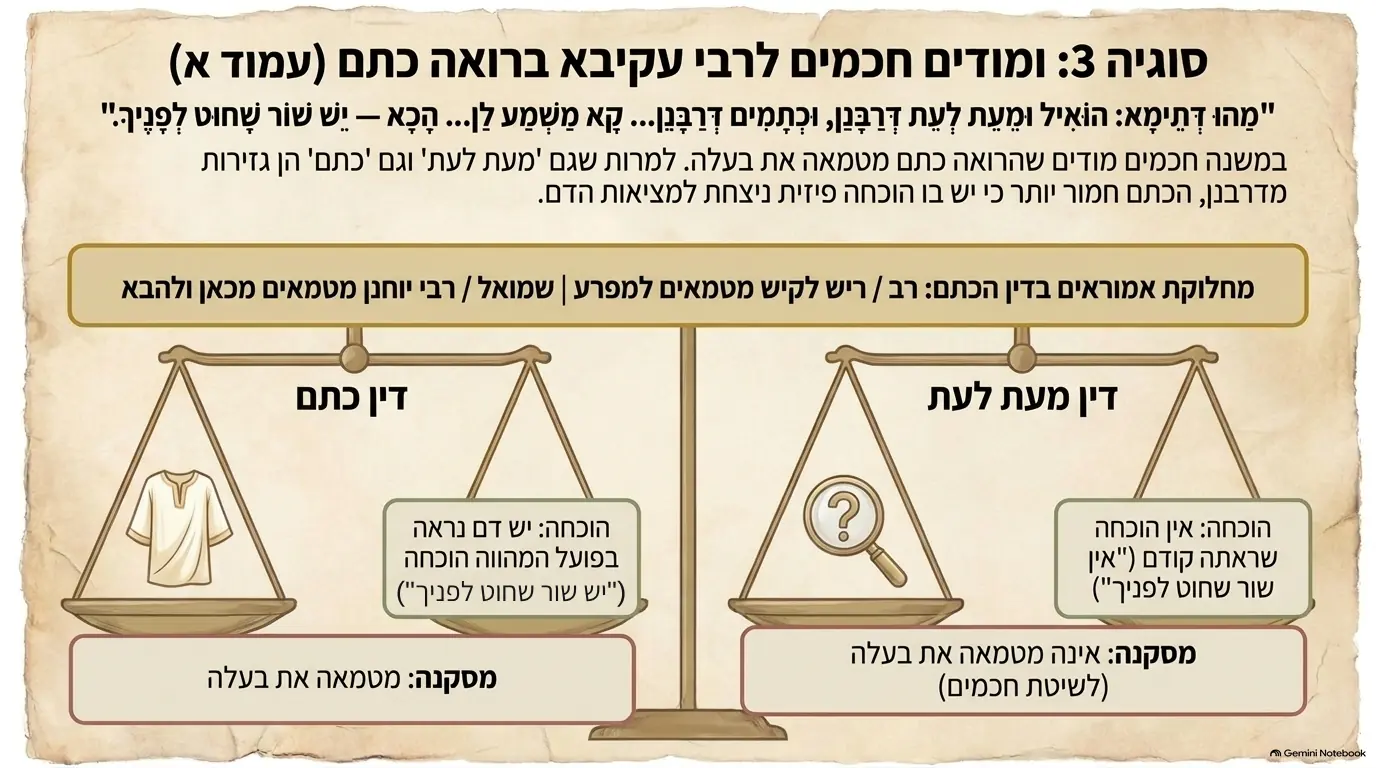 סוגיה 3: ומודים חכמים לרבי עקיבא ברואה כתם (עמוד א)
"מַהוּ דְּתֵימָא: הוֹאִיל וּמֵעֵת לְעֵת דְּרַבָּנַן, וּכְתָמִים דְּרַבָּנֵן... קָא מַשְׁמַע לַן... הָכָא — יֵשׁ שׁוֹר שָׁחוּט לְפָנֶיךָ."
במשנה חכמים מודים שהרואה כתם מטמאה את בעלה. למרות שגם 'מעת לעת' וגם 'כתם' הן גזירות
מדרבנן, הכתם חמור יותר כי יש בו הוכחה פיזית ניצחת למציאות הדם.
מחלוקת אמוראים בדין הכתם: רב / ריש לקיש מטמאים למפרע | שמואל / רבי יוחנן מטמאים מכאן ולהבא
דין מעת לעת
הוכחה: אין הוכחה
שראתה קודם ("אין
שור שחוט לפניך")
מסקנה: אינה מטמאה את בעלה
(לשיטת חכמים)
דין כתם
הוכחה: יש דם נראה
בפועל המהווה הוכחה
("יש שור שחוט לפניך")
מסקנה: מטמאה את בעלה
Gemini Notebook